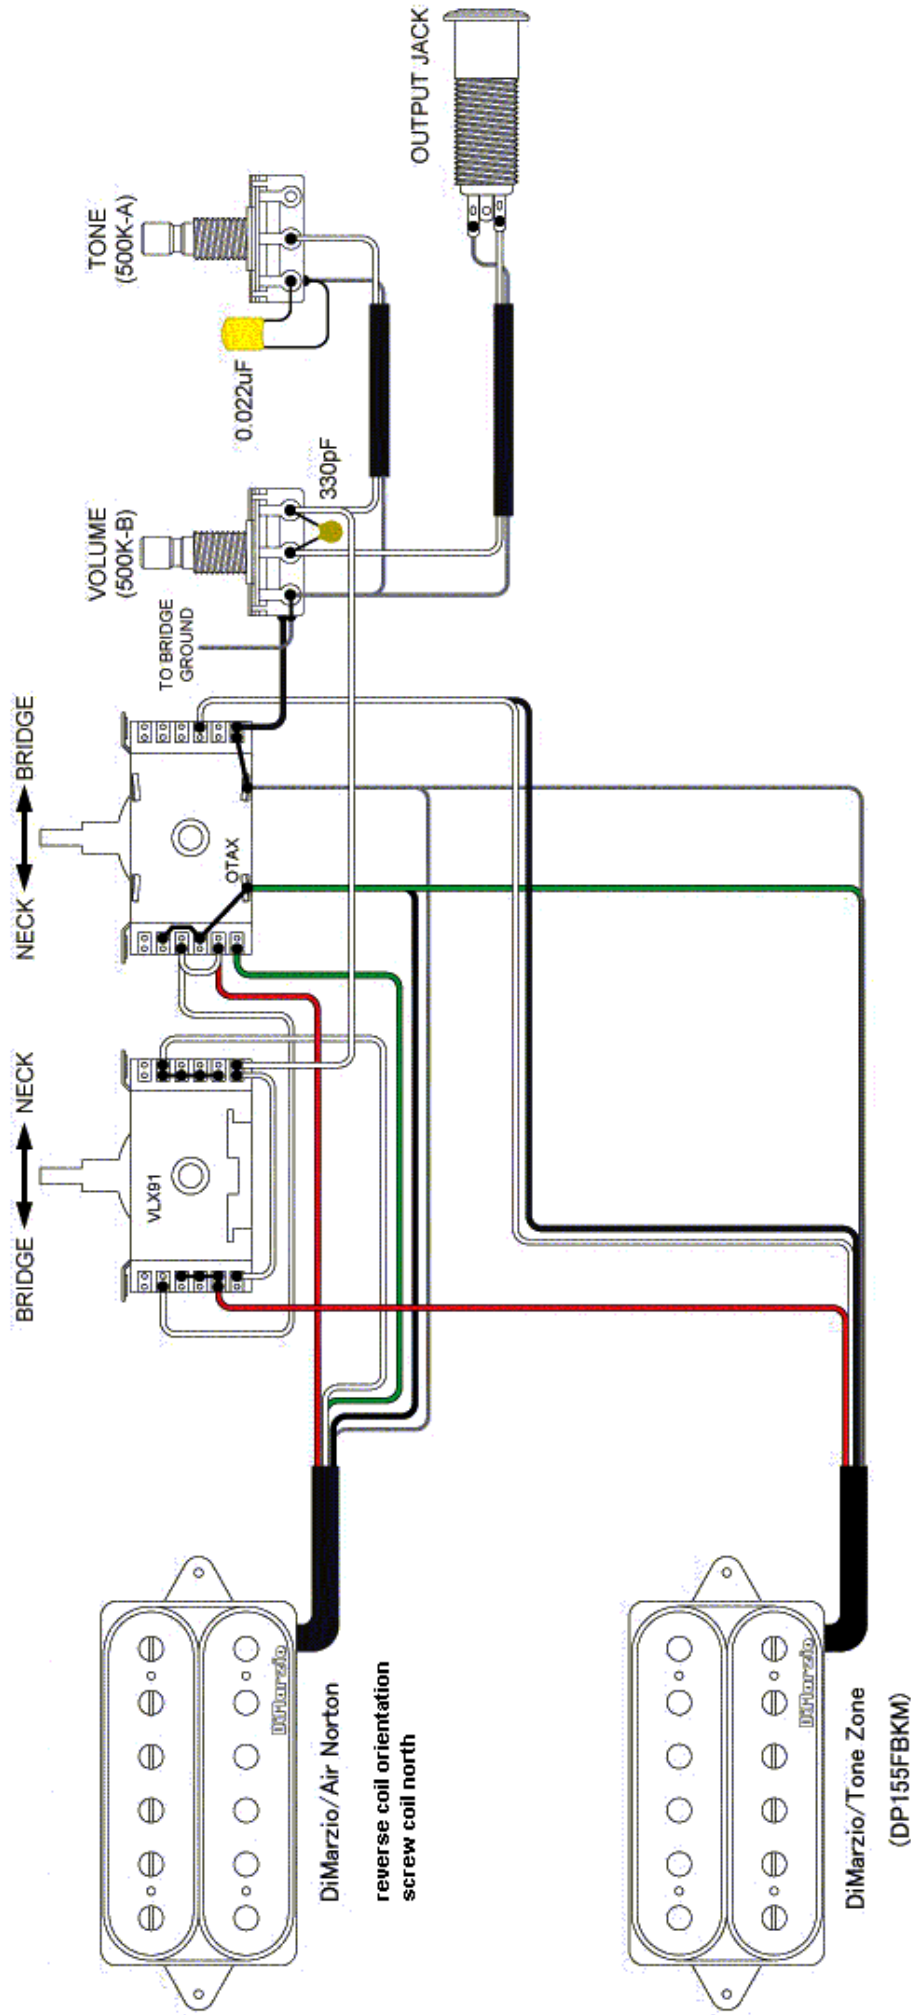 OUTPUT JACK
TONE
(500K-A)
0.022uF
VOLUME
(500K-B)
330pF
TO BRIDGE
GROUND
NECK BRIDGE
OTAX
BRIDGE NECK
VLX91
DiMarzio
DiMarzio/Air Norton
reverse coil orientation
screw coil north
DiMarzio
DiMarzio/Tone Zone
(DP155FBKM)